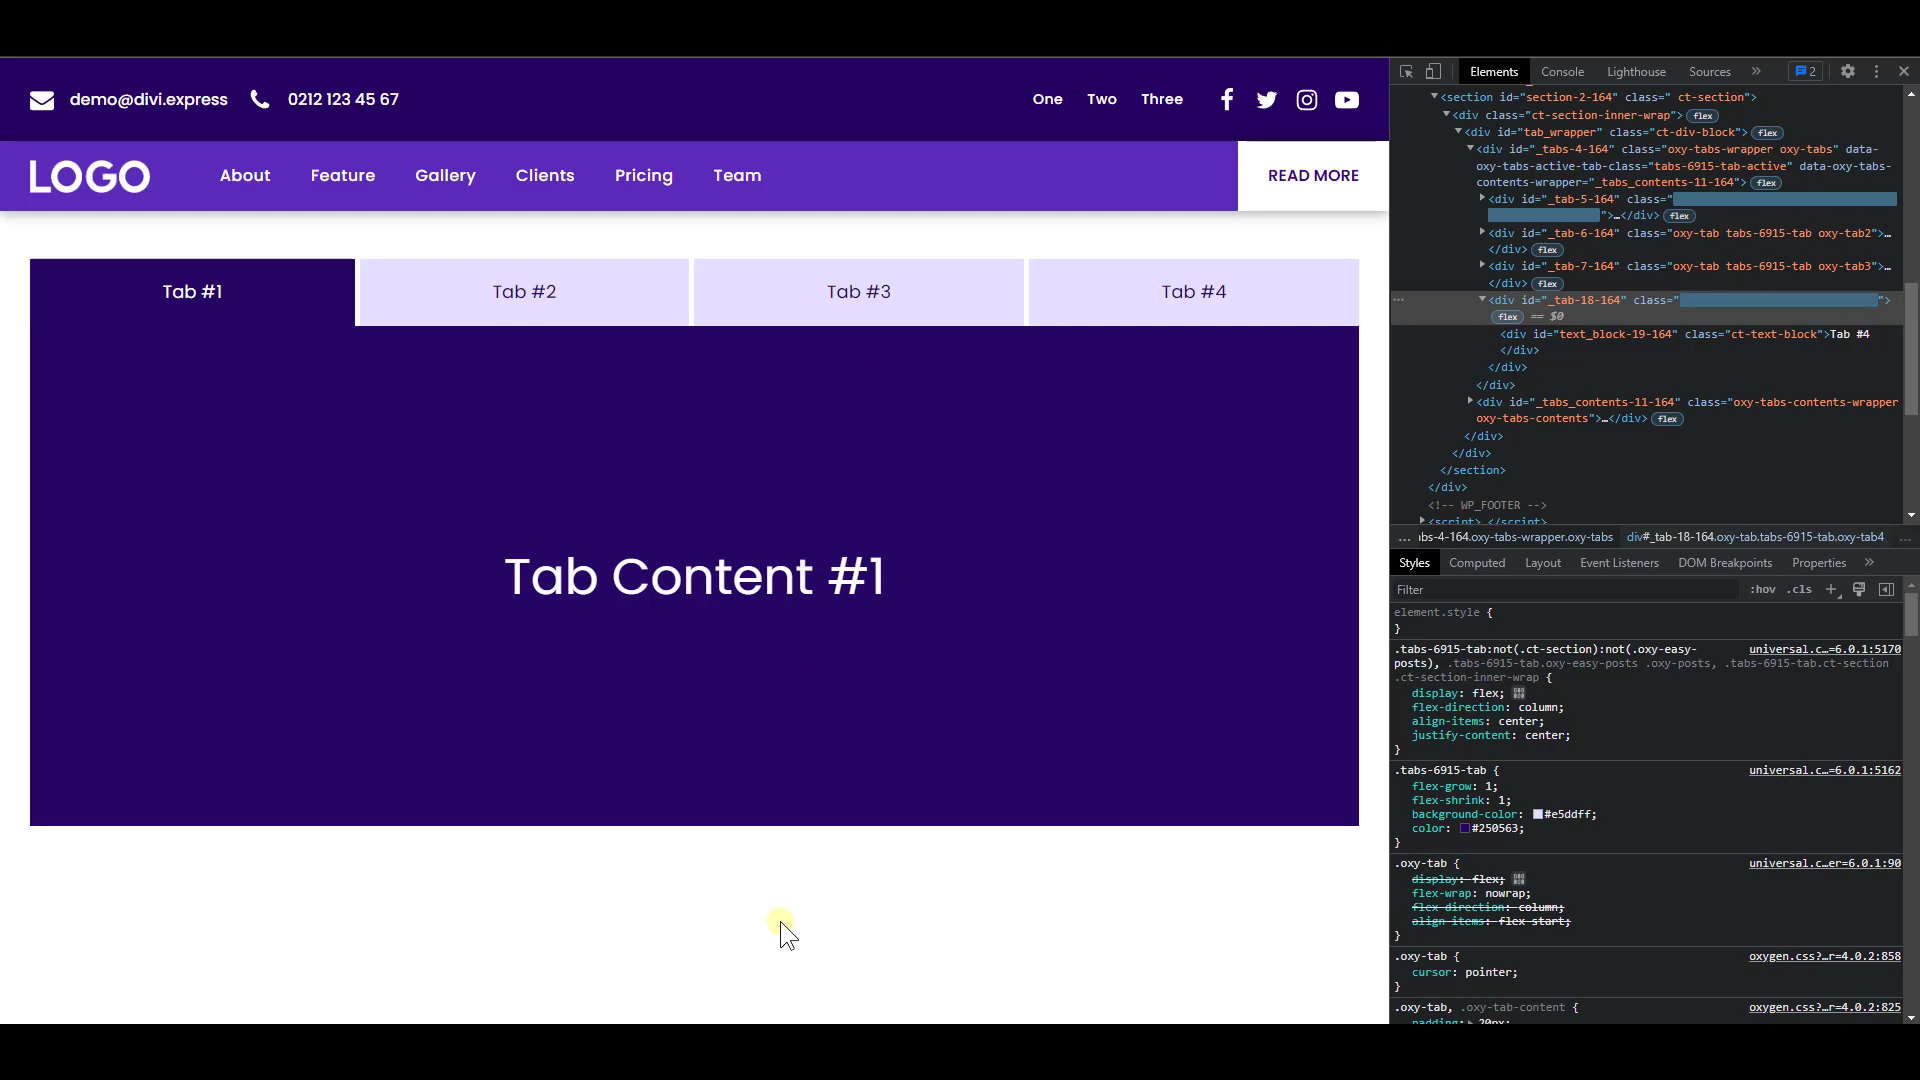 demo@divi.express 0212 123 45 67 One Two Three
LOGO About Feature Gallery Clients Pricing Team READ MORE
Tab #1 Tab #2 Tab #3 Tab #4
Tab Content #1
Elements Console Lighthouse Sources » 2
<section id="section-2-164" class=" ct-section">
<div class="ct-section-inner-wrap"> flex
<div id="tab_wrapper" class="ct-div-block"> flex
<div id="_tabs-4-164" class="oxy-tabs-wrapper oxy-tabs" data-
oxy-tabs-active-tab-class="tabs-6915-tab-active" data-oxy-tabs-
contents-wrapper="_tabs_contents-11-164"> flex
<div id="_tab-5-164" class="
">…</div> flex
<div id="_tab-6-164" class="oxy-tab tabs-6915-tab oxy-tab2">…
</div> flex
<div id="_tab-7-164" class="oxy-tab tabs-6915-tab oxy-tab3">…
</div> flex
<div id="_tab-18-164" class=" ">
flex == $0
<div id="text_block-19-164" class="ct-text-block">Tab #4
</div>
</div>
</div>
<div id="_tabs_contents-11-164" class="oxy-tabs-contents-wrapper
oxy-tabs-contents">…</div> flex
</div>
</div>
</section>
</div>
<!-- WP_FOOTER -->
<script> </script>
… abs-4-164.oxy-tabs-wrapper.oxy-tabs div#_tab-18-164.oxy-tab.tabs-6915-tab.oxy-tab4 …
Styles Computed Layout Event Listeners DOM Breakpoints Properties »
Filter :hov .cls +
element.style {
}
.tabs-6915-tab:not(.ct-section):not(.oxy-easy- universal.c…=6.0.1:5170
posts), .tabs-6915-tab.oxy-easy-posts .oxy-posts, .tabs-6915-tab.ct-section
.ct-section-inner-wrap {
display: flex;
flex-direction: column;
align-items: center;
justify-content: center;
}
.tabs-6915-tab { universal.c…=6.0.1:5162
flex-grow: 1;
flex-shrink: 1;
background-color: #e5ddff;
color: #250563;
}
.oxy-tab { universal.c…er=6.0.1:90
display: flex;
flex-wrap: nowrap;
flex-direction: column;
align-items: flex-start;
}
.oxy-tab { oxygen.css?…r=4.0.2:858
cursor: pointer;
}
.oxy-tab, .oxy-tab-content { oxygen.css?…r=4.0.2:825
padding: 20px;